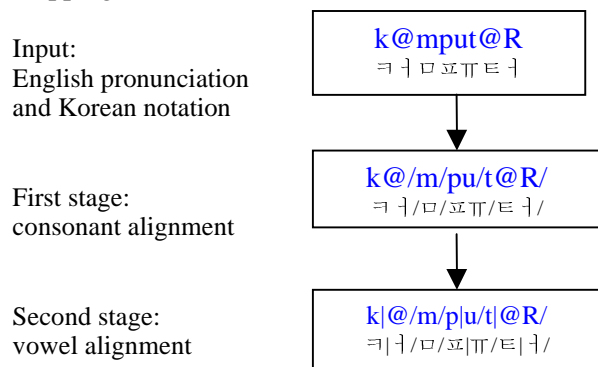 Input:
English pronunciation
and Korean notation
k@mput@R
ㅋㅓㅁㅍㅠㅌㅓ
First stage:
consonant alignment
k@/m/pu/t@R/
ㅋㅓ/ㅁ/ㅍㅠ/ㅌㅓ/
Second stage:
vowel alignment
k|@/m/p|u/t|@R/
ㅋ|ㅓ/ㅁ/ㅍ|ㅠ/ㅌ|ㅓ/